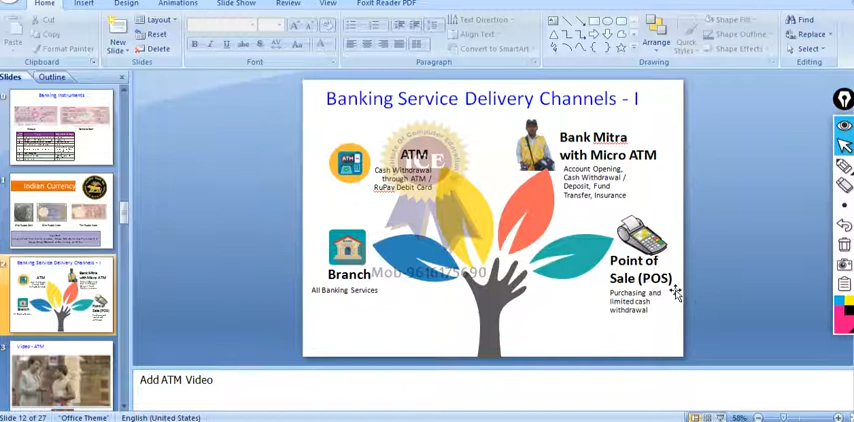 Home
Insert
Design
Animations
Slide Show
Review
View
Foxit Reader PDF
Paste
Cut
Copy
Format Painter
Clipboard
New
Slide
Layout
Reset
Delete
Slides
Font
Paragraph
Text Direction
Align Text
Convert to SmartArt
Arrange
Quick
Styles
Shape Fill
Shape Outline
Shape Effects
Drawing
Find
Replace
Select
Editing
Slides
Outline
Banking Instruments
Indian Currency
Banking Service Delivery Channels - I
Video - ATM
Banking Service Delivery Channels - I
ATM
Cash Withdrawal
through ATM /
RuPay Debit Card
ICE
Bank Mitra
with Micro ATM
Account Opening,
Cash Withdrawal /
Deposit, Fund
Transfer, Insurance
Branch
All Banking Services
Mob-9616125690
Point of
Sale (POS)
Purchasing and
limited cash
withdrawal
Add ATM Video
Slide 12 of 27
"Office Theme"
English (United States)
58%